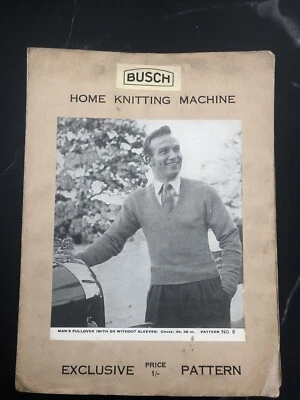 BUSCH
HOME KNITTING MACHINE
MAN'S PULLOVER (WITH OR WITHOUT SLEEVES) Chest: 36, 38 in. PATTERN No. 8
EXCLUSIVE PRICE 1/- PATTERN